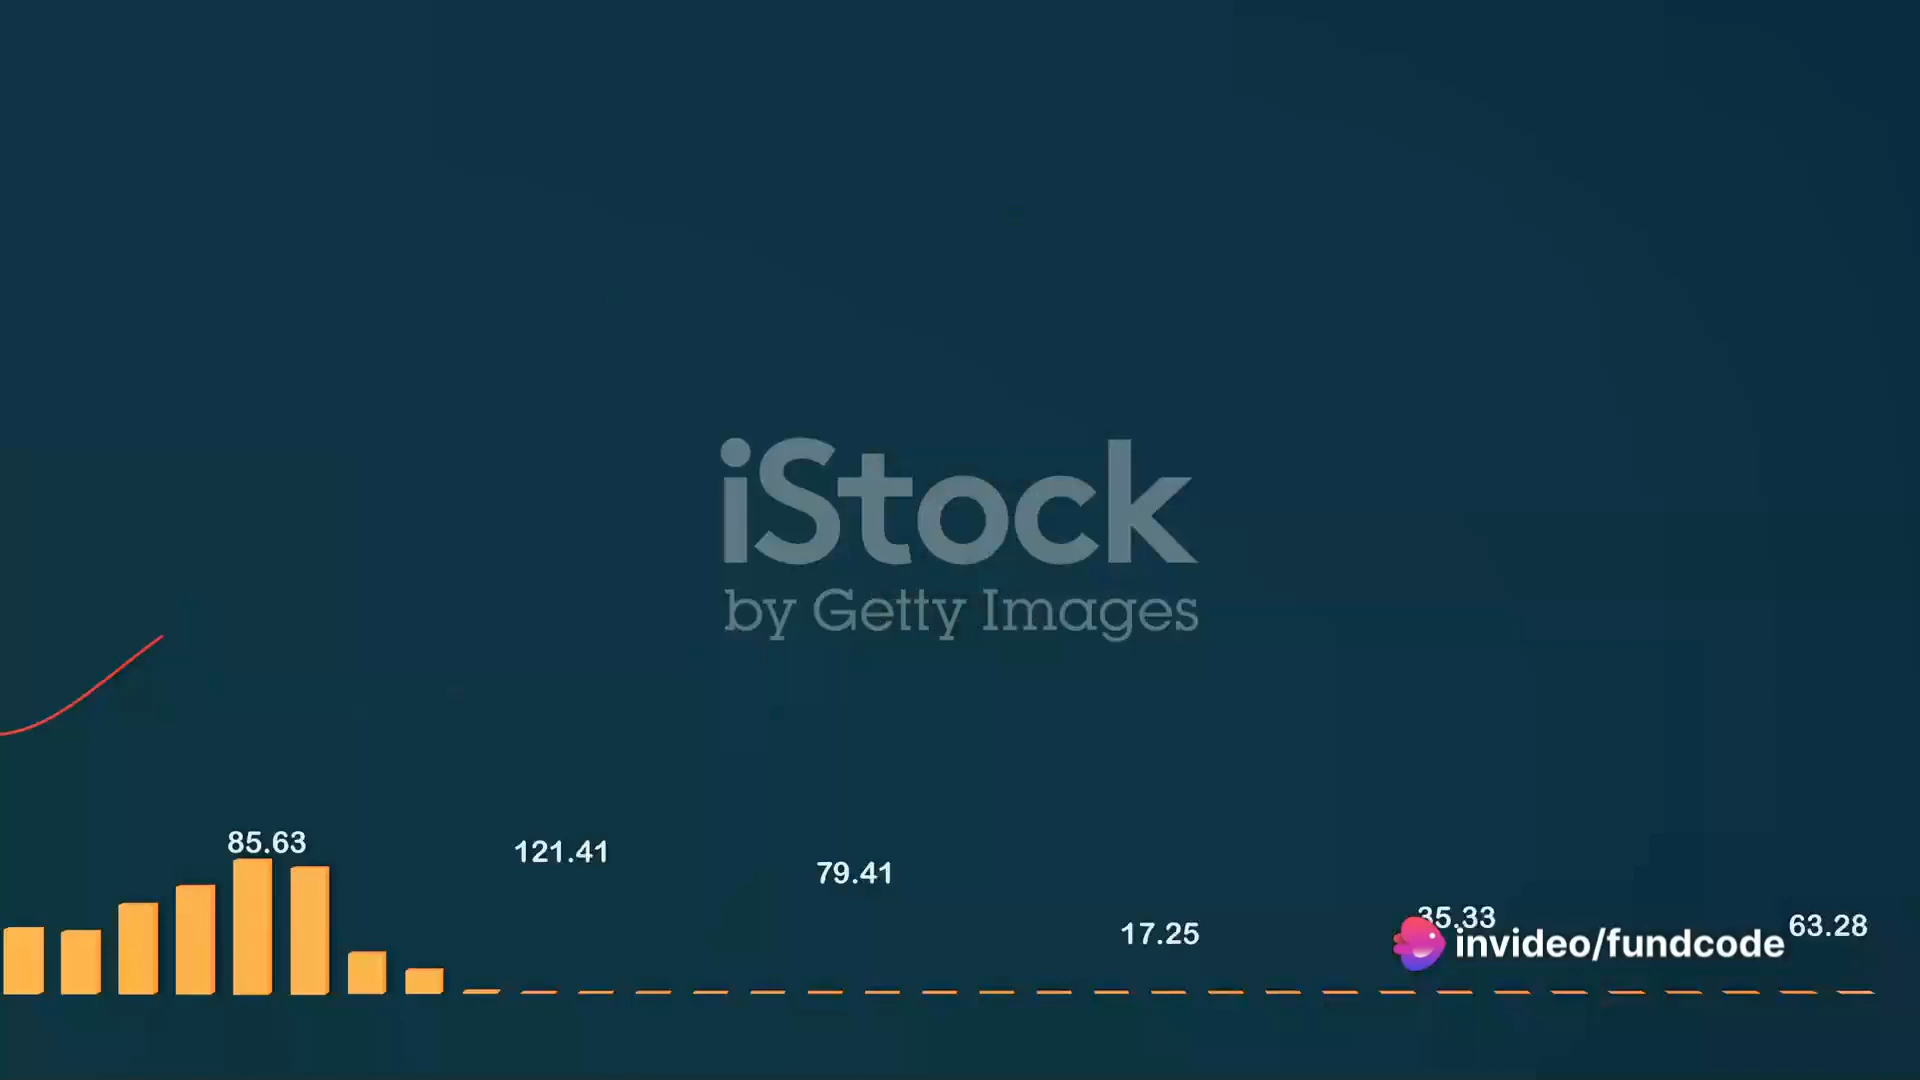 iStock
by Getty Images
85.63
121.41
79.41
17.25
35.33
63.28
invideo/fundcode